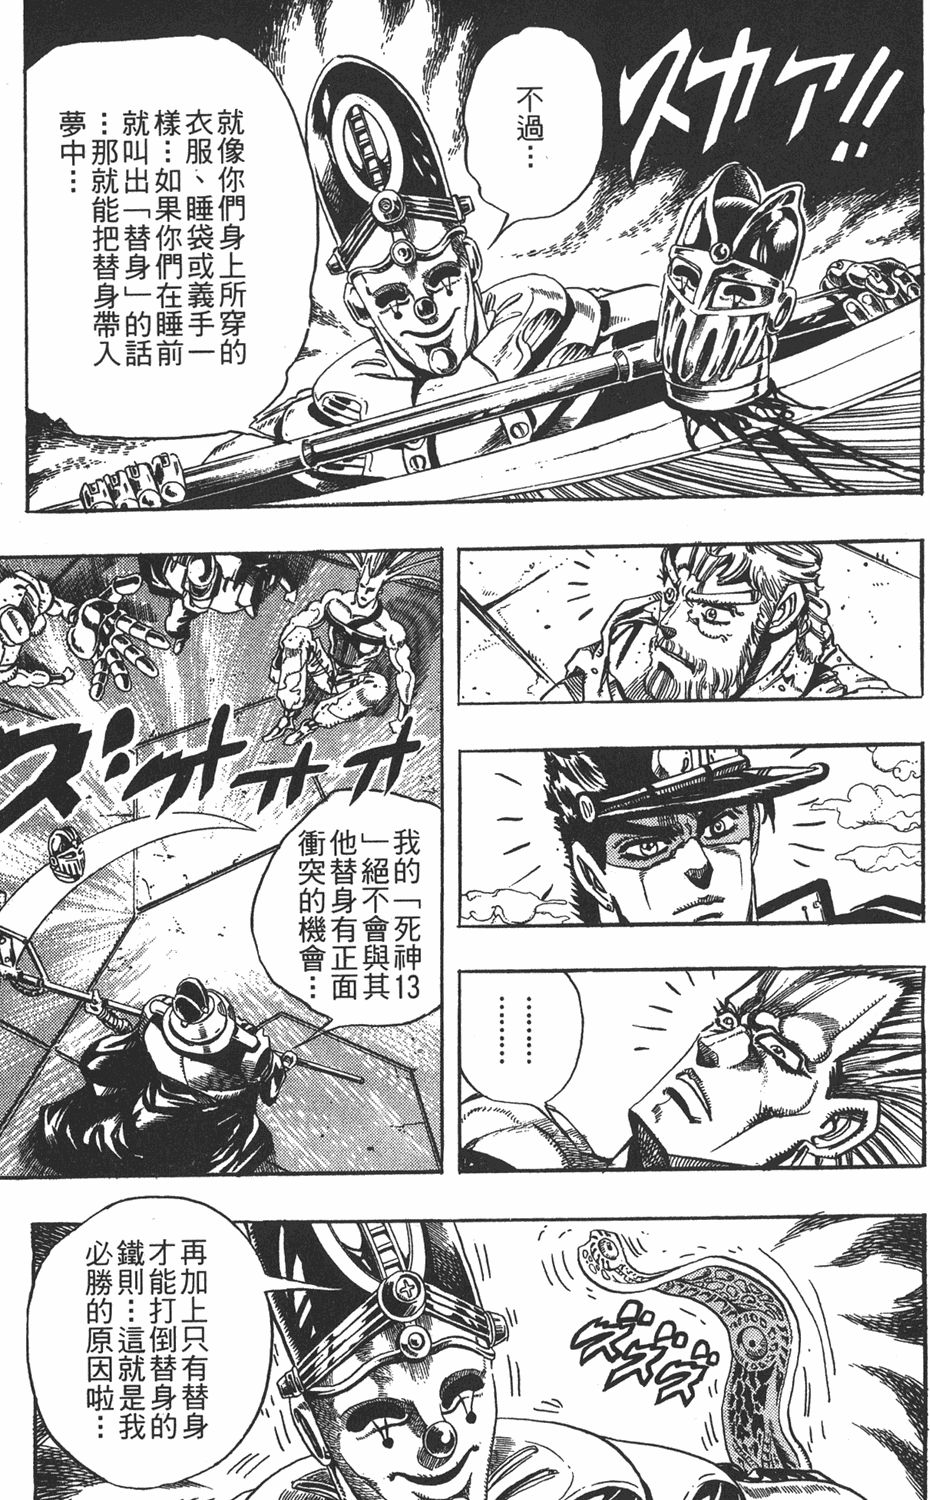 スカァ!!
不過…
就像你們身上所穿的
衣服、睡袋或義手一
樣…如果你們在睡前
就叫出「替身」的話
…那就能把替身帶入
夢中…
……
……
ズンオオオ
我的「死神13
」絕不會與其
他替身有正面
衝突的機會…
ズズズ
再加上只有替身
才能打倒替身的
鐵則…這就是我
必勝的原因啦…